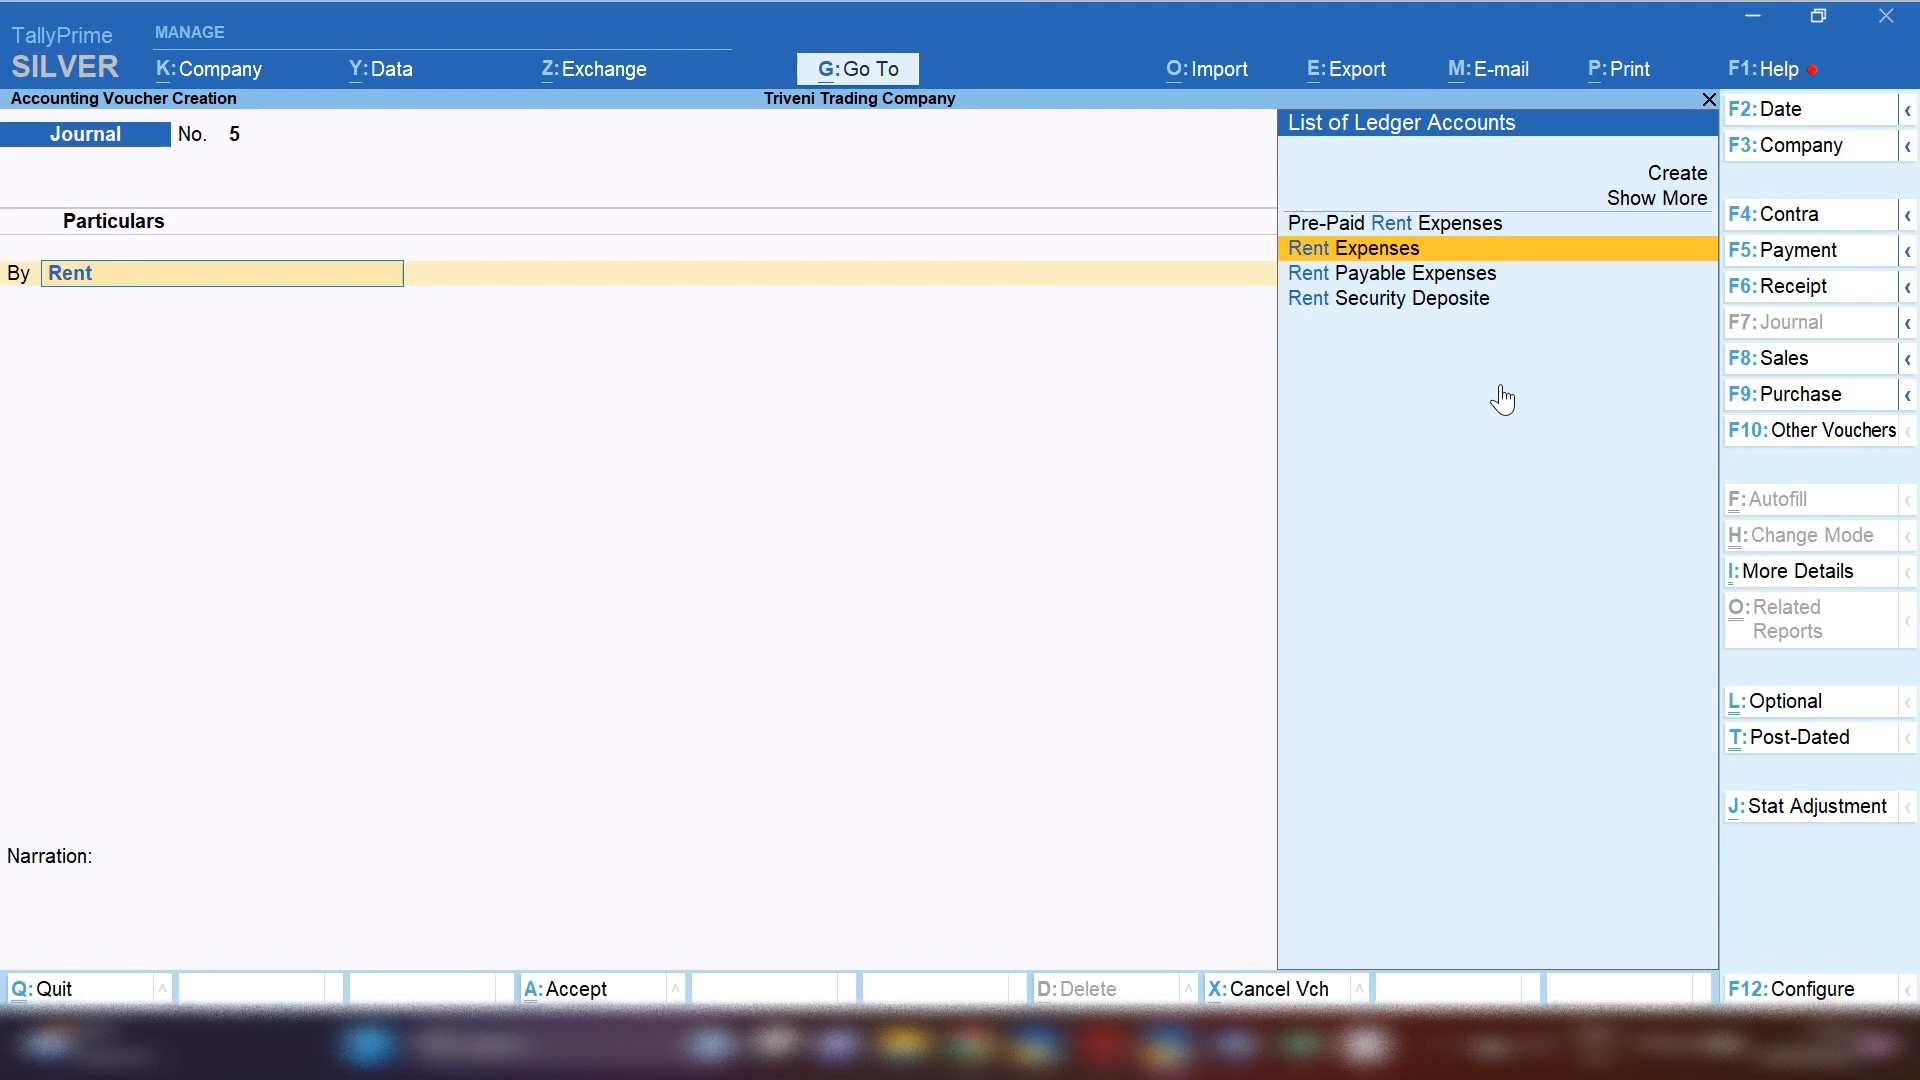 TallyPrime
SILVER
MANAGE
K:Company
Y:Data
Z:Exchange
G:Go To
O:Import
E:Export
M:E-mail
P:Print
F1:Help
Accounting Voucher Creation
Triveni Trading Company
Journal No. 5
Particulars
By Rent
Narration:
List of Ledger Accounts
Create
Show More
Pre-Paid Rent Expenses
Rent Expenses
Rent Payable Expenses
Rent Security Deposite
F2:Date
F3:Company
F4:Contra
F5:Payment
F6:Receipt
F7:Journal
F8:Sales
F9:Purchase
F10:Other Vouchers
F:Autofill
H:Change Mode
I:More Details
O:Related
Reports
L:Optional
T:Post-Dated
J:Stat Adjustment
Q:Quit
A:Accept
D:Delete
X:Cancel Vch
F12:Configure